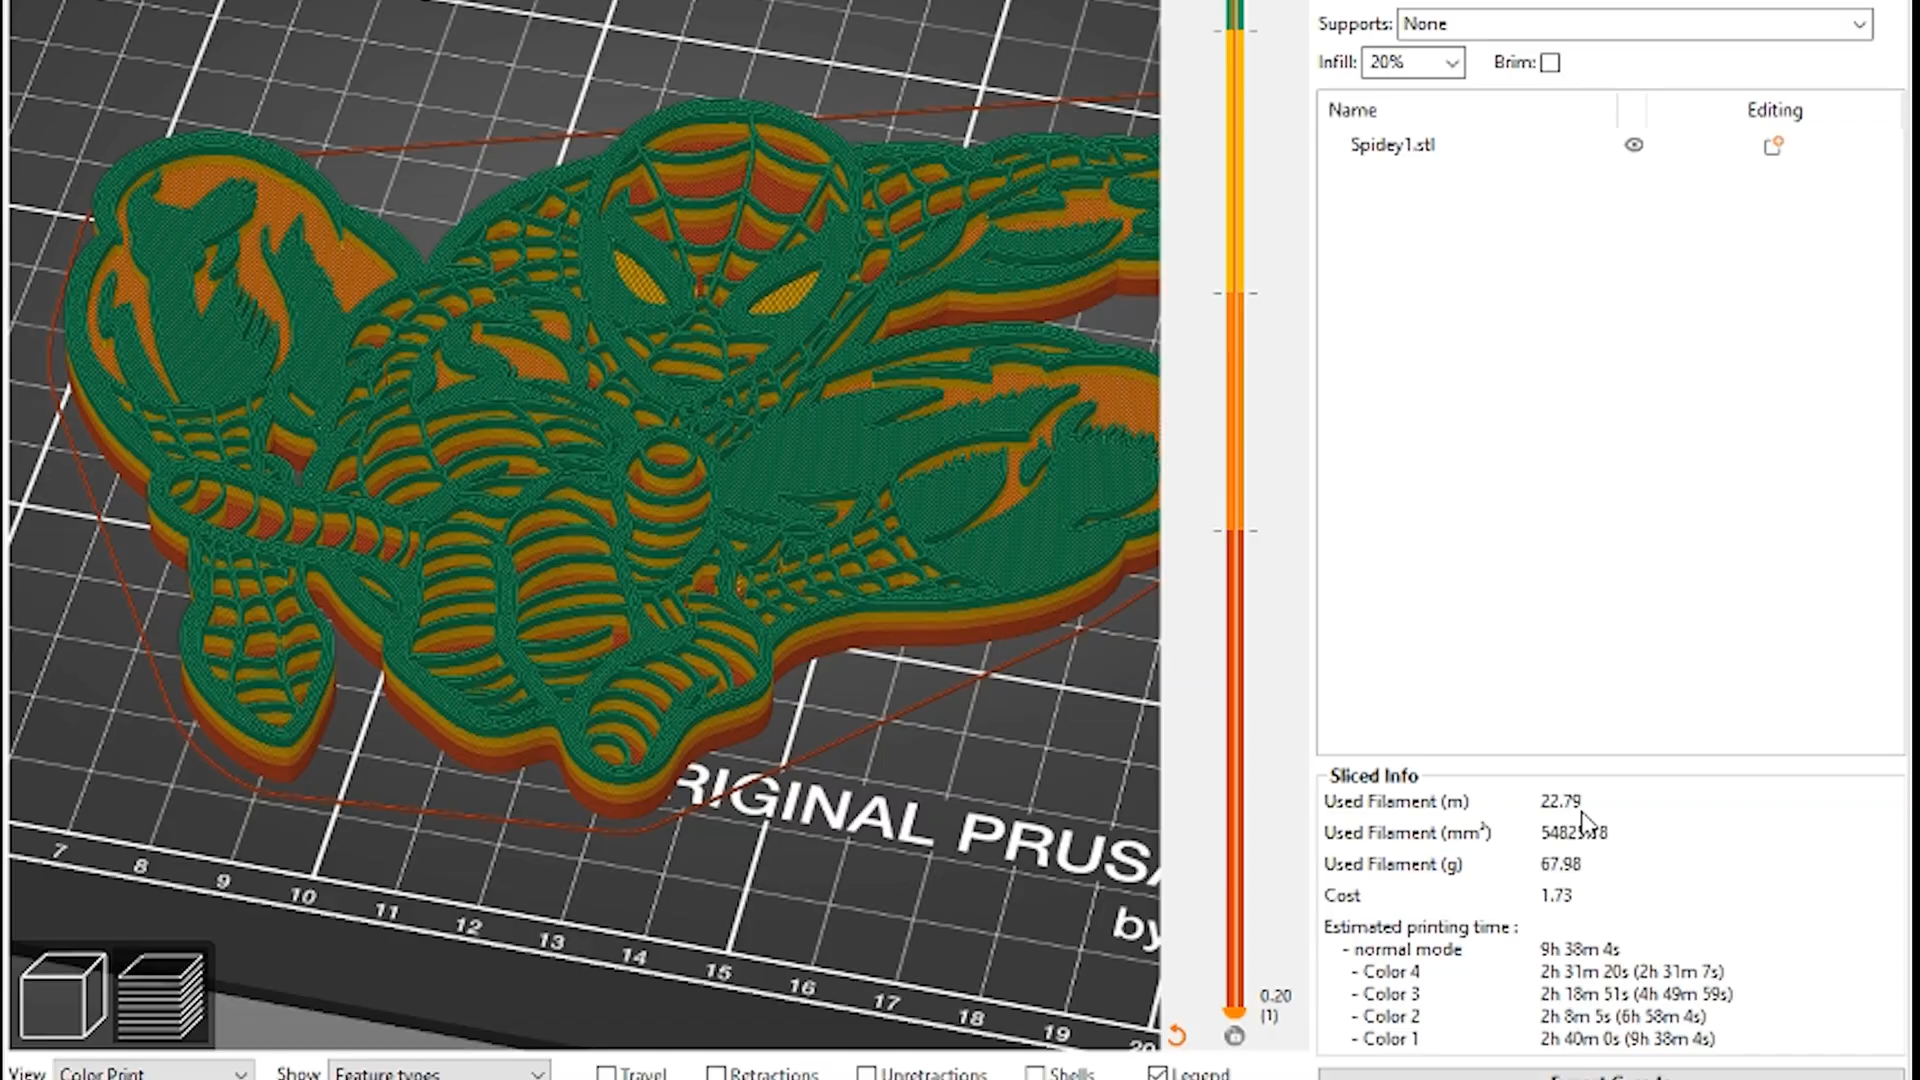 Supports: None
Infill: 20% Brim:
Name Editing
Spidey1.stl
RIGINAL PRUSA
by
7 8 9 10 11 12 13 14 15 16 17 18 19 20
0.20
(1)
Sliced Info
Used Filament (m) 22.79
Used Filament (mm³)
Used Filament (g) 67.98
Cost 1.73
Estimated printing time :
- normal mode 9h 38m 4s
- Color 4 2h 31m 20s (2h 31m 7s)
- Color 3 2h 18m 51s (4h 49m 59s)
- Color 2 2h 8m 5s (6h 58m 4s)
- Color 1 2h 40m 0s (9h 38m 4s)
View Color Print Show Feature types Travel Retractions Unretractions Shells Legend